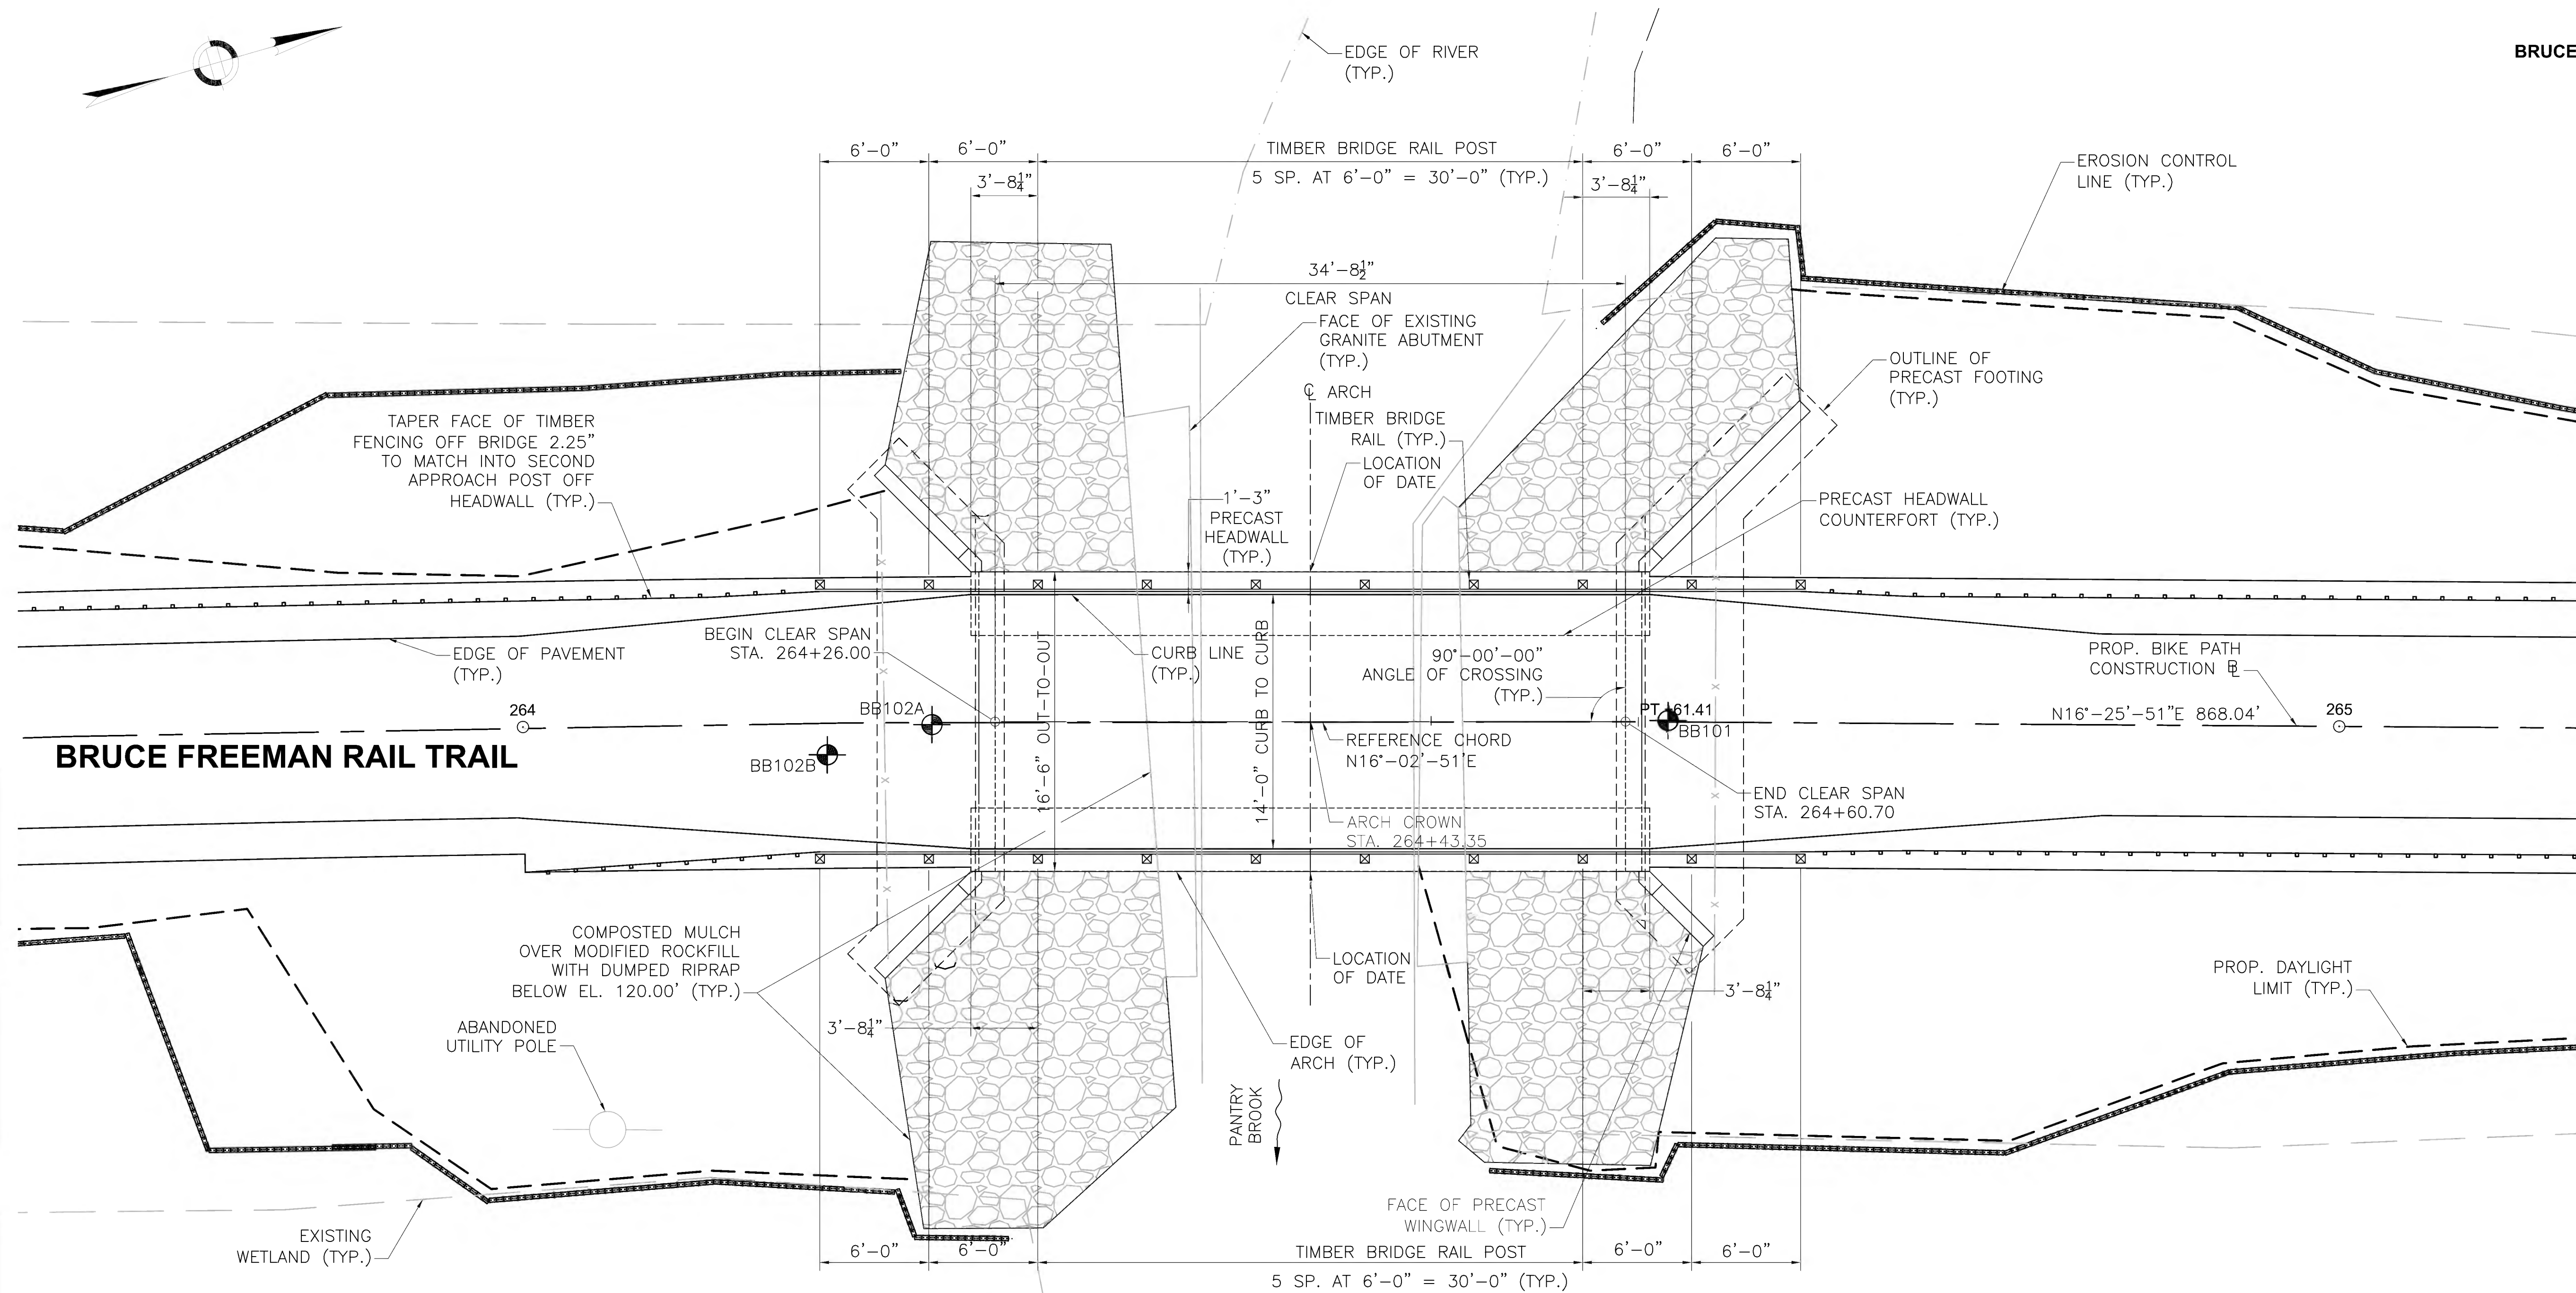 BRUCE
EDGE OF RIVER
(TYP.)
6'-0"
6'-0"
TIMBER BRIDGE RAIL POST
6'-0"
6'-0"
5 SP. AT 6'-0" = 30'-0" (TYP.)
3'-8¼"
3'-8¼"
EROSION CONTROL
LINE (TYP.)
34'-8½"
CLEAR SPAN
FACE OF EXISTING
GRANITE ABUTMENT
(TYP.)
OUTLINE OF
PRECAST FOOTING
(TYP.)
℄ ARCH
TIMBER BRIDGE
RAIL (TYP.)
TAPER FACE OF TIMBER
FENCING OFF BRIDGE 2.25"
TO MATCH INTO SECOND
APPROACH POST OFF
HEADWALL (TYP.)
LOCATION
OF DATE
1'-3"
PRECAST
HEADWALL
(TYP.)
PRECAST HEADWALL
COUNTERFORT (TYP.)
BEGIN CLEAR SPAN
STA. 264+26.00
EDGE OF PAVEMENT
(TYP.)
CURB LINE
(TYP.)
90°-00'-00"
ANGLE OF CROSSING
(TYP.)
PROP. BIKE PATH
CONSTRUCTION ℄
16'-6" OUT-TO-OUT
14'-0" CURB TO CURB
264
BB102A
PT +61.41
BB101
N16°-25'-51"E 868.04'
265
BRUCE FREEMAN RAIL TRAIL
BB102B
REFERENCE CHORD
N16°-02'-51'E
END CLEAR SPAN
STA. 264+60.70
ARCH CROWN
STA. 264+43.35
COMPOSTED MULCH
OVER MODIFIED ROCKFILL
WITH DUMPED RIPRAP
BELOW EL. 120.00' (TYP.)
LOCATION
OF DATE
3'-8¼"
PROP. DAYLIGHT
LIMIT (TYP.)
ABANDONED
UTILITY POLE
3'-8¼"
EDGE OF
ARCH (TYP.)
PANTRY
BROOK
FACE OF PRECAST
WINGWALL (TYP.)
EXISTING
WETLAND (TYP.)
6'-0"
6'-0"
TIMBER BRIDGE RAIL POST
6'-0"
6'-0"
5 SP. AT 6'-0" = 30'-0" (TYP.)